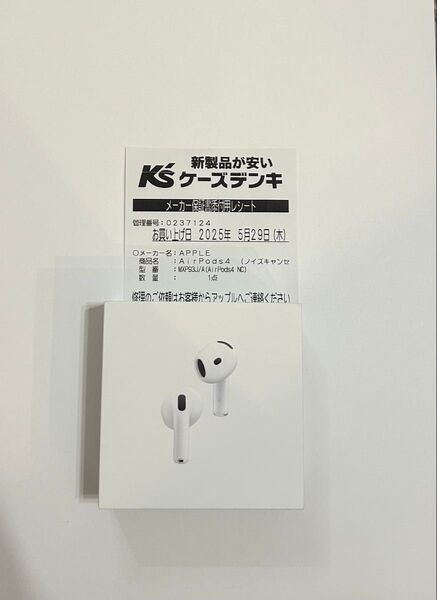 新製品が安い
K's ケーズデンキ
メーカー保証書添付用レシート
管理番号:0237124
お買い上げ日 2025年 5月29日(木)
○メーカー名:APPLE
商品名 :AirPods4 (ノイズキャンセ
型番 :MXP93J/A(AirPods4 NC)
数量 : 1点
修理のご依頼はお客様からアップルへご連絡ください